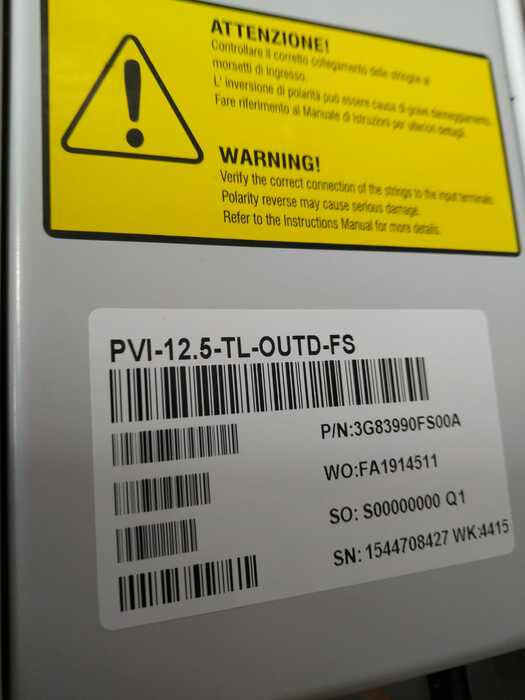 ATTENZIONE!
Controllare il corretto collegamento delle stringhe ai
morsetti di ingresso.
L' inversione di polarità può essere causa di grave danneggiamento.
Fare riferimento al Manuale di Istruzioni per ulteriori dettagli.
WARNING!
Verify the correct connection of the strings to the input terminals.
Polarity reverse may cause serious damage.
Refer to the Instructions Manual for more details.
PVI-12.5-TL-OUTD-FS
P/N:3G83990FS00A
WO:FA1914511
SO: S00000000 Q1
SN: 1544708427 WK:4415